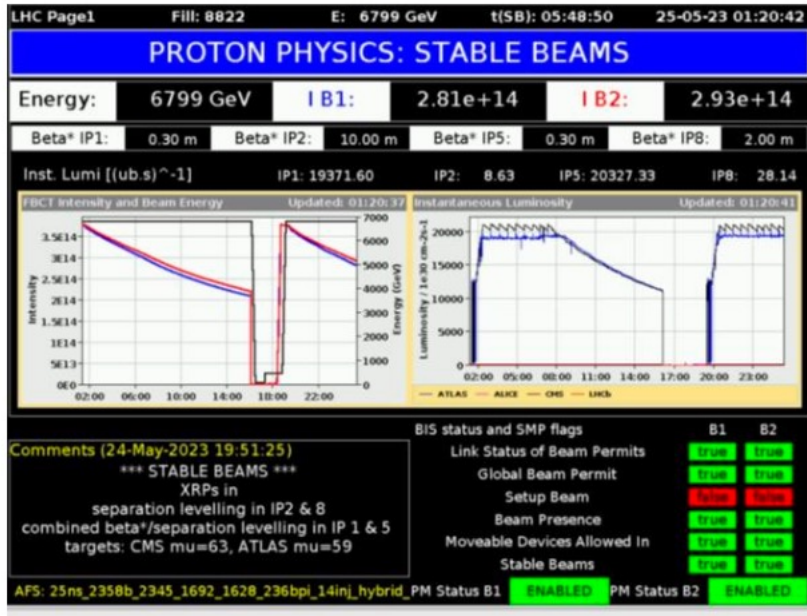 LHC Page1 Fill: 8822 E: 6799 GeV t(SB): 05:48:50 25-05-23 01:20:42
PROTON PHYSICS: STABLE BEAMS
Energy: 6799 GeV I B1: 2.81e+14 I B2: 2.93e+14
Beta* IP1: 0.30 m Beta* IP2: 10.00 m Beta* IP5: 0.30 m Beta* IP8: 2.00 m
Inst. Lumi [(ub.s)^-1] IP1: 19371.60 IP2: 8.63 IP5: 20327.33 IP8: 28.14
FBCT Intensity and Beam Energy Updated: 01:20:37
Intensity
3.5E14
3E14
2.5E14
2E14
1.5E14
1E14
5E13
0E0
7000
6000
5000
4000
3000
2000
1000
0
Energy (GeV)
02:00 06:00 10:00 14:00 18:00 22:00
Instantaneous Luminosity Updated: 01:20:41
Luminosity / 1e30 cm-2s-1
20000
15000
10000
5000
0
02:00 05:00 08:00 11:00 14:00 17:00 20:00 23:00
ATLAS ALICE CMS LHCb
Comments (24-May-2023 19:51:25)
*** STABLE BEAMS ***
XRPs in
separation levelling in IP2 & 8
combined beta*/separation levelling in IP 1 & 5
targets: CMS mu=63, ATLAS mu=59
BIS status and SMP flags B1 B2
Link Status of Beam Permits true true
Global Beam Permit true true
Setup Beam false false
Beam Presence true true
Moveable Devices Allowed In true true
Stable Beams true true
AFS: 25ns_2358b_2345_1692_1628_236bpi_14inj_hybrid_ PM Status B1 ENABLED PM Status B2 ENABLED